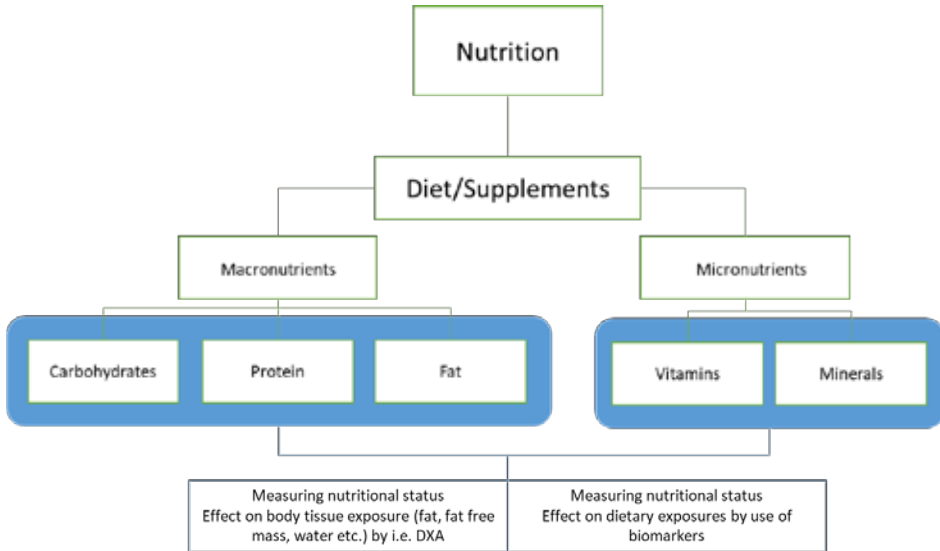 Nutrition
Diet/Supplements
Macronutrients
Micronutrients
Carbohydrates
Protein
Fat
Vitamins
Minerals
Measuring nutritional status
Effect on body tissue exposure (fat, fat free
mass, water etc.) by i.e. DXA
Measuring nutritional status
Effect on dietary exposures by use of
biomarkers